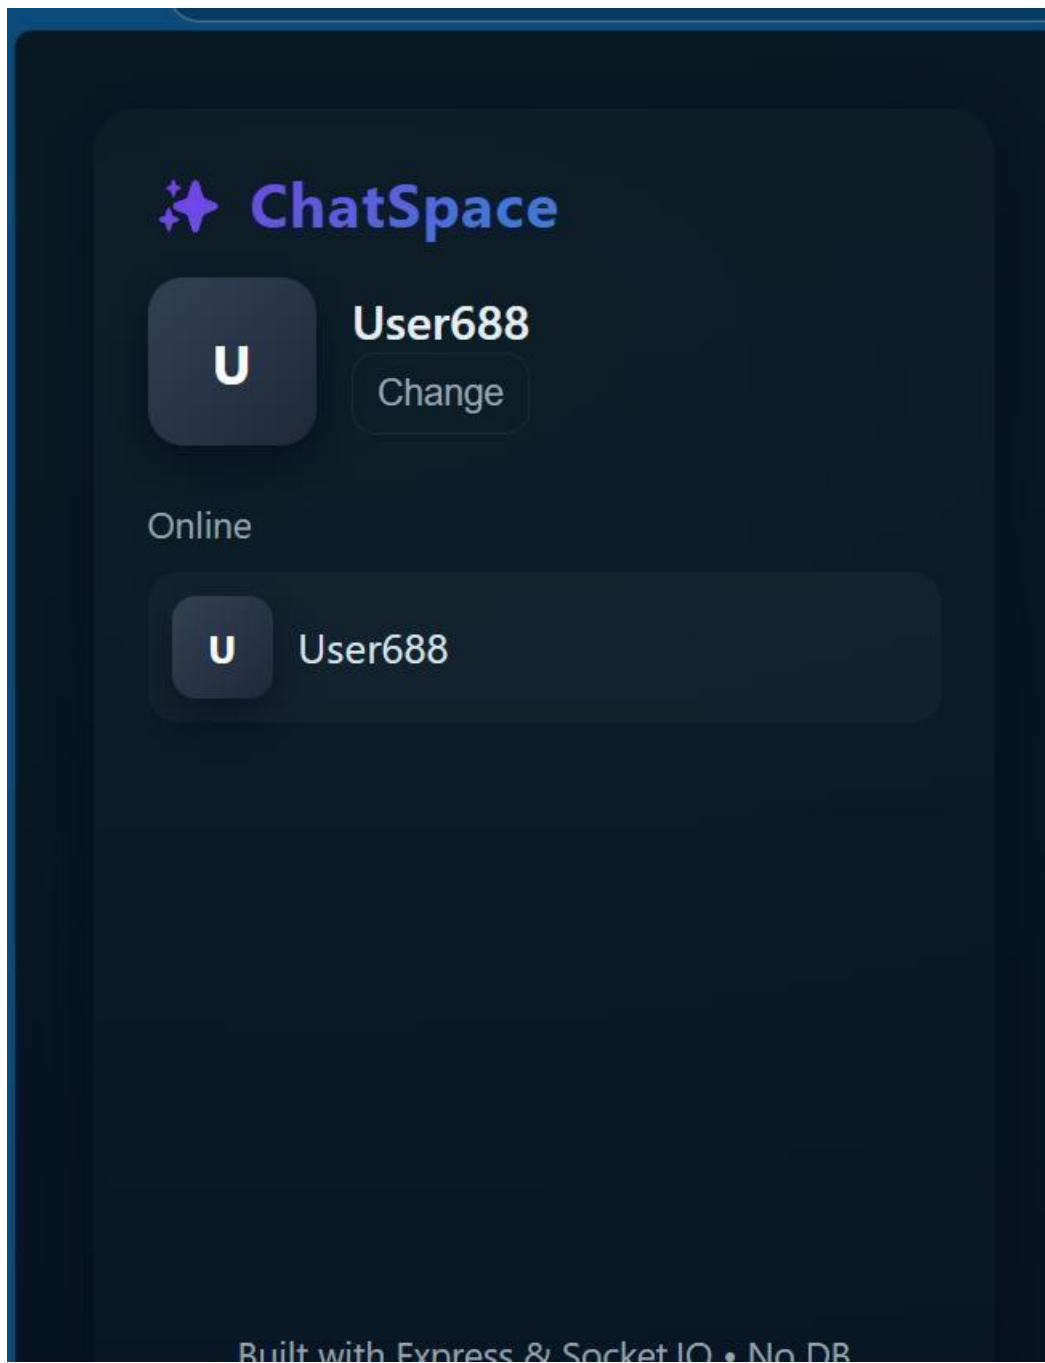 ChatSpace
U
User688
Change
Online
U
User688
Built with Express & Socket.IO • No DB